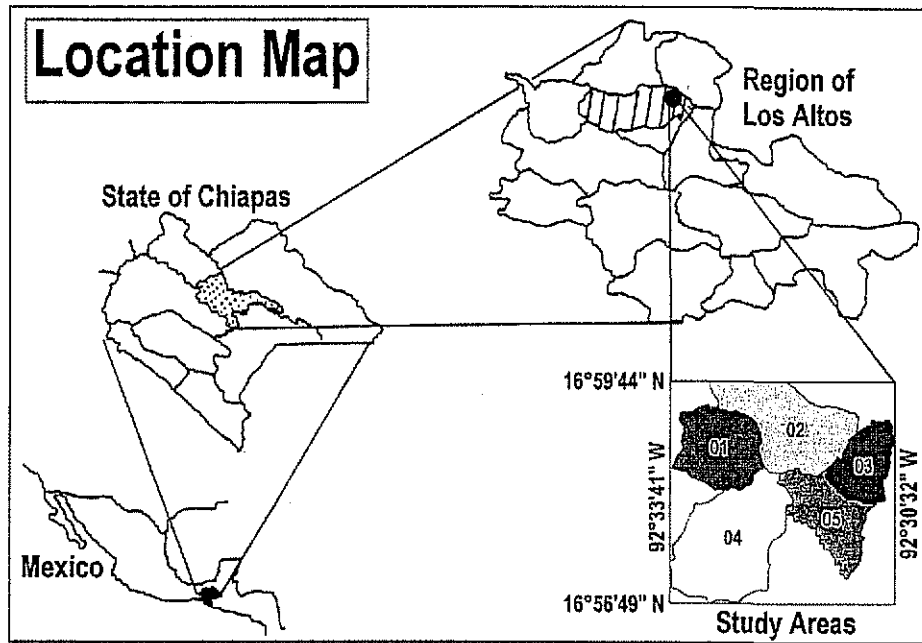 Location Map
Region of
Los Altos
State of Chiapas
Mexico
16°59'44" N
92°33'41" W
01
02
03
04
05
92°30'32" W
16°56'49" N
Study Areas